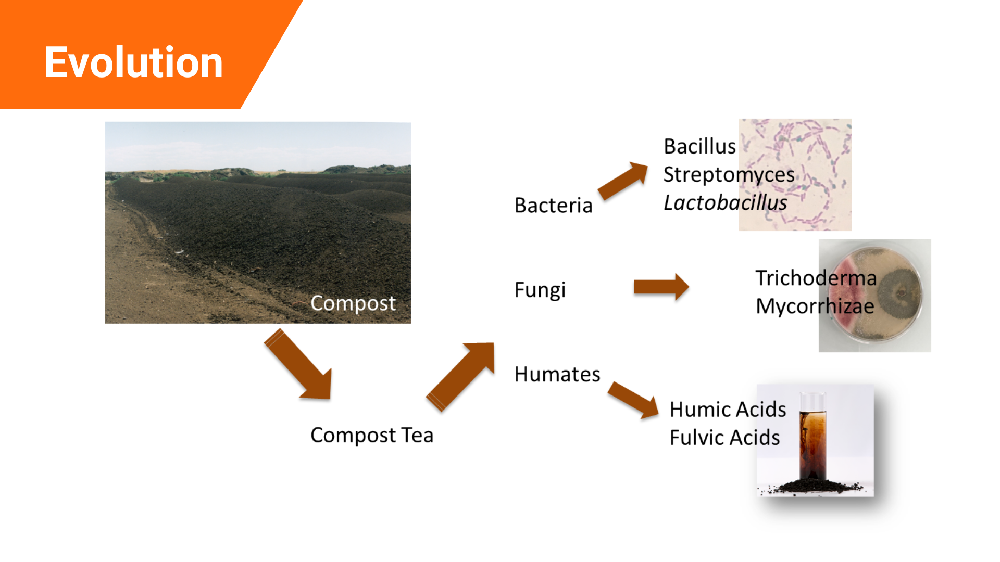 Evolution
Compost
Compost Tea
Bacteria
Bacillus
Streptomyces
Lactobacillus
Fungi
Trichoderma
Mycorrhizae
Humates
Humic Acids
Fulvic Acids